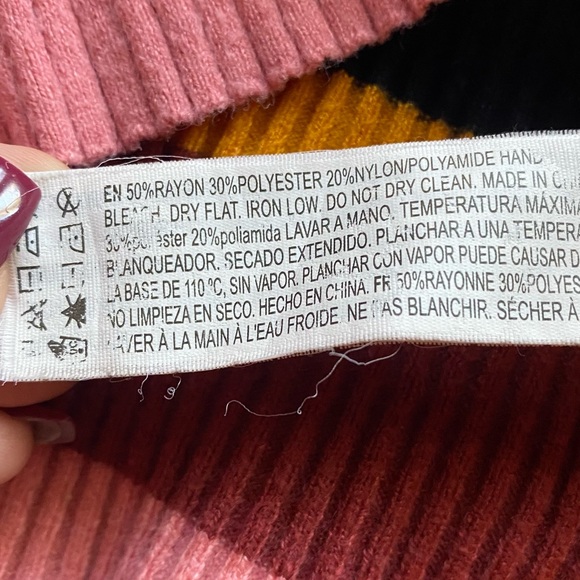 EN 50%RAYON 30%POLYESTER 20%NYLON/POLYAMIDE HAND
BLEACH. DRY FLAT. IRON LOW. DO NOT DRY CLEAN. MADE IN
30%poliéster 20%poliamida LAVAR A MANO, TEMPERATURA MÁXIMA
BLANQUEADOR. SECADO EXTENDIDO. PLANCHAR A UNA TEMPERA
LA BASE DE 110 °C, SIN VAPOR. PLANCHAR CON VAPOR PUEDE CAUSAR D
NO LIMPIEZA EN SECO. HECHO EN CHINA. FR 50%RAYONNE 30%POLYES
LAVER À LA MAIN À L'EAU FROIDE. NE PAS BLANCHIR. SÉCHER À